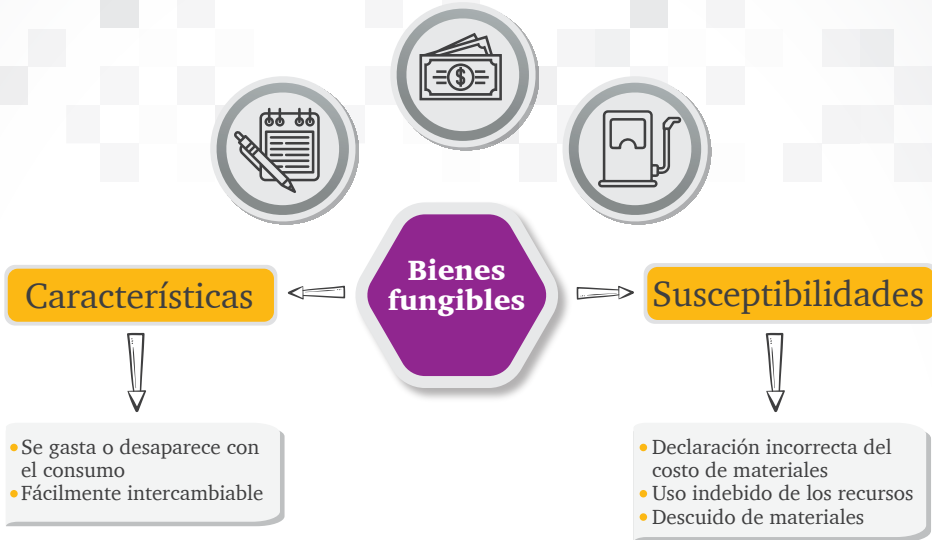 Bienes
fungibles
Características
Susceptibilidades
• Se gasta o desaparece con
el consumo
• Fácilmente intercambiable
• Declaración incorrecta del
costo de materiales
• Uso indebido de los recursos
• Descuido de materiales